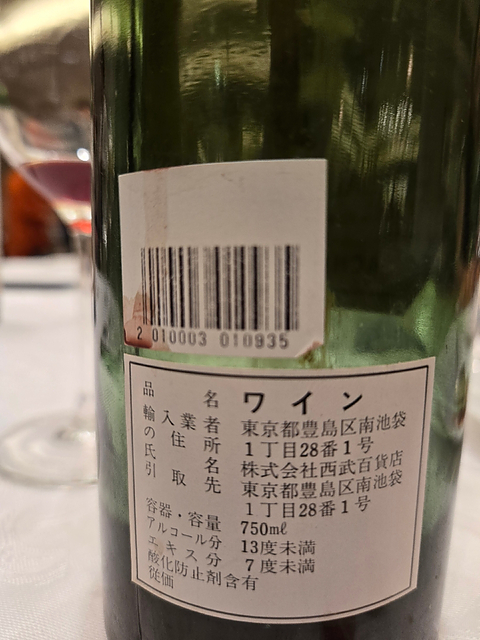 2 010003 010935
品名 ワイン
輸入業者 東京都豊島区南池袋
の住所 1丁目28番1号
氏名 株式会社西武百貨店
引取先 東京都豊島区南池袋
1丁目28番1号
容器・容量 750mℓ
アルコール分 13度未満
エキス分 7度未満
酸化防止剤含有
従価